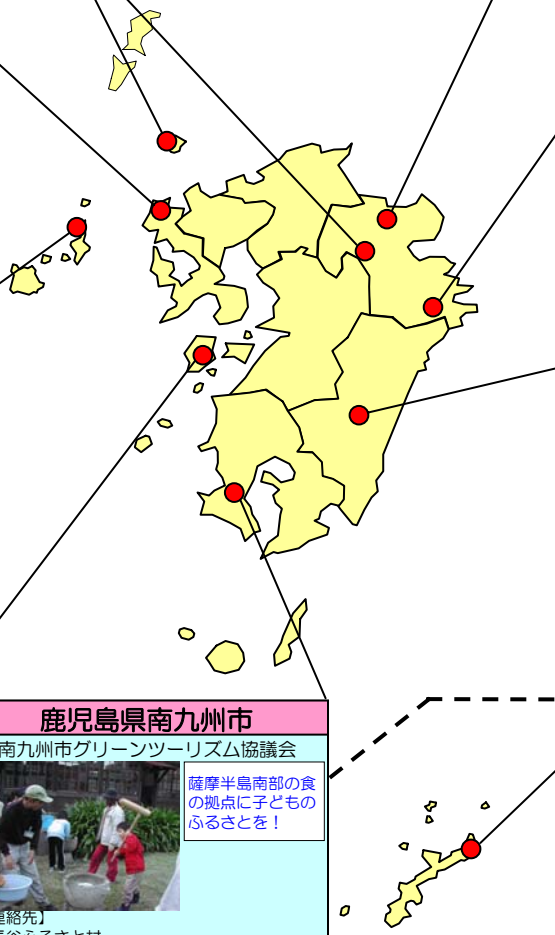 鹿児島県南九州市
南九州市グリーンツーリズム協議会
薩摩半島南部の食
の拠点に子どもの
ふるさとを！
連絡先】